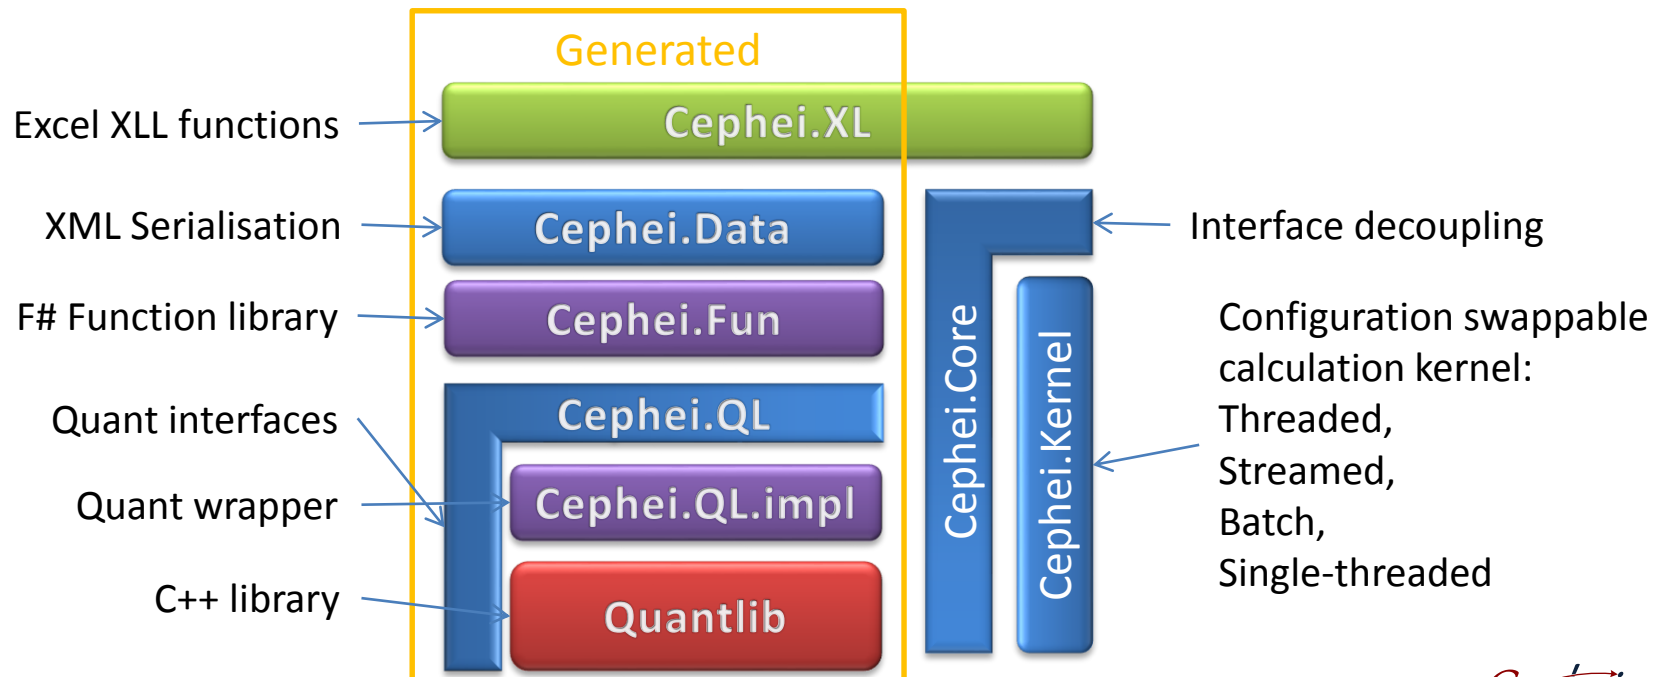 Generated
Excel XLL functions
Cephei.XL
XML Serialisation
Cephei.Data
Interface decoupling
F# Function library
Cephei.Fun
Cephei.Core
Cephei.Kernel
Configuration swappable
calculation kernel:
Threaded,
Streamed,
Batch,
Single-threaded
Quant interfaces
Cephei.QL
Quant wrapper
Cephei.QL.impl
C++ library
Quantlib